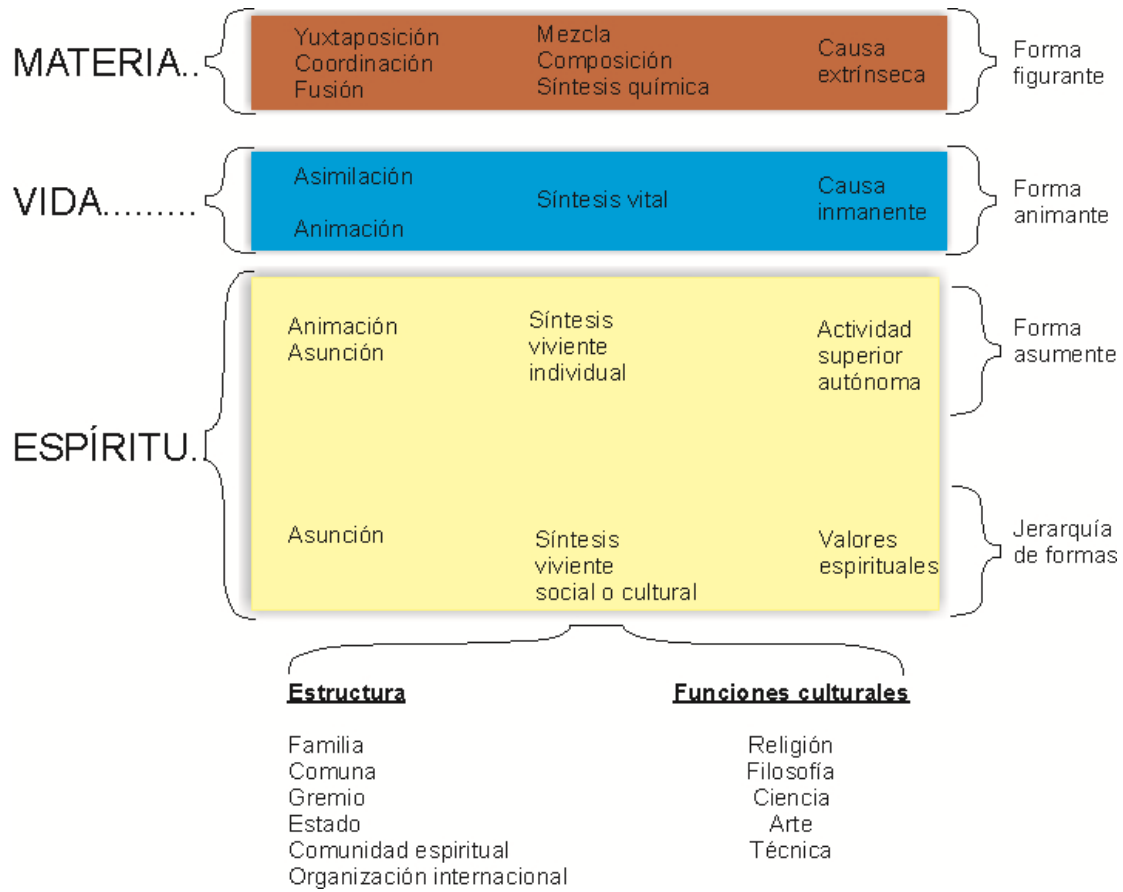 MATERIA..
Yuxtaposición
Coordinación
Fusión
Mezcla
Composición
Síntesis química
Causa
extrínseca
Forma
figurante
VIDA.........
Asimilación
Animación
Síntesis vital
Causa
inmanente
Forma
animante
ESPÍRITU.
Animación
Asunción
Síntesis
viviente
individual
Actividad
superior
autónoma
Forma
asumente
Asunción
Síntesis
viviente
social o cultural
Valores
espirituales
Jerarquía
de formas
Estructura
Familia
Comuna
Gremio
Estado
Comunidad espiritual
Organización internacional
Funciones culturales
Religión
Filosofía
Ciencia
Arte
Técnica